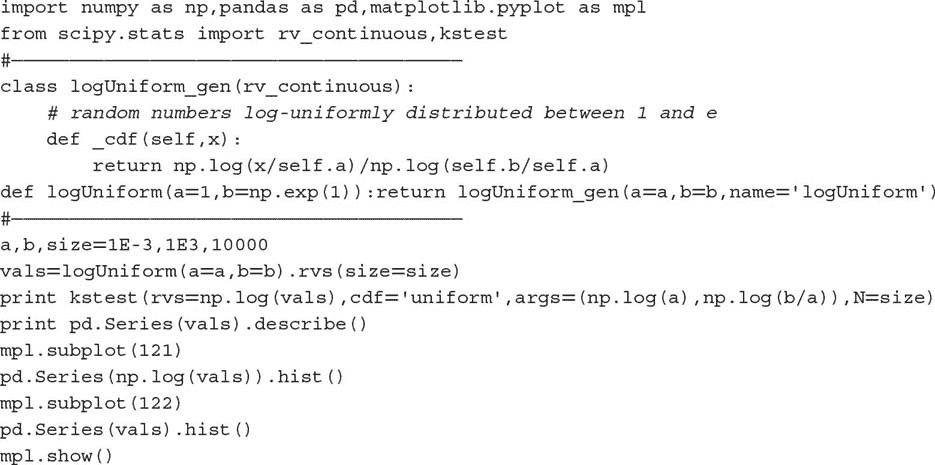 import numpy as np,pandas as pd,matplotlib.pyplot as mpl
from scipy.stats import rv_continuous,kstest
#———————————————————————————————————————
class logUniform_gen(rv_continuous):
    # random numbers log-uniformly distributed between 1 and e
    def _cdf(self,x):
        return np.log(x/self.a)/np.log(self.b/self.a)
def logUniform(a=1,b=np.exp(1)):return logUniform_gen(a=a,b=b,name='logUniform')
#———————————————————————————————————————
a,b,size=1E-3,1E3,10000
vals=logUniform(a=a,b=b).rvs(size=size)
print kstest(rvs=np.log(vals),cdf='uniform',args=(np.log(a),np.log(b/a)),N=size)
print pd.Series(vals).describe()
mpl.subplot(121)
pd.Series(np.log(vals)).hist()
mpl.subplot(122)
pd.Series(vals).hist()
mpl.show()